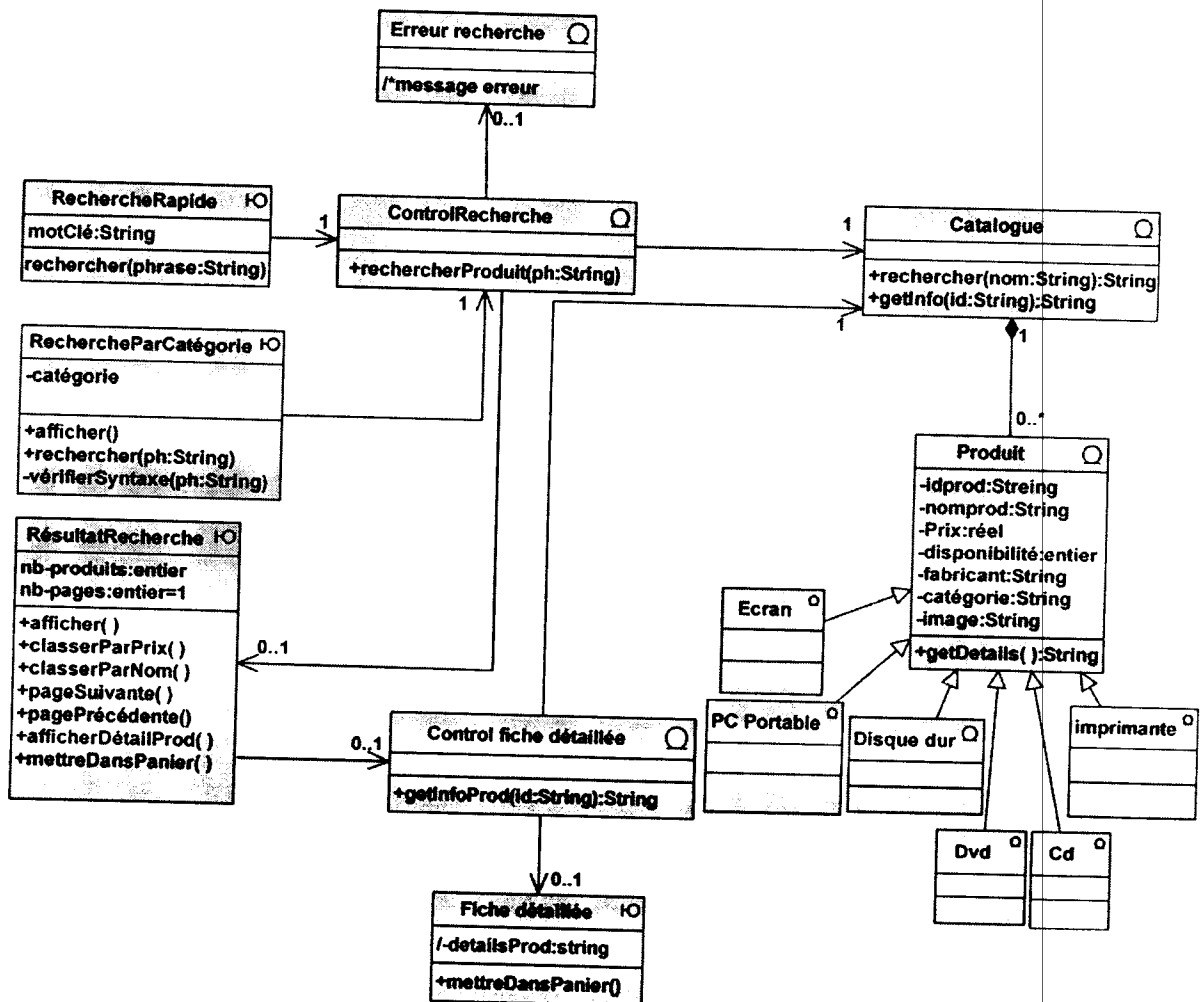 Erreur recherche
/*message erreur
0..1
RechercheRapide
motClé:String
rechercher(phrase:String)
1
ControlRecherche
+rechercherProduit(ph:String)
1
1
Catalogue
+rechercher(nom:String):String
+getInfo(id:String):String
1
1
RechercheParCatégorie
-catégorie
+afficher()
+rechercher(ph:String)
-vérifierSyntaxe(ph:String)
0..*
Produit
-idprod:Streing
-nomprod:String
-Prix:réel
-disponibilité:entier
-fabricant:String
-catégorie:String
-image:String
+getDetails( ):String
RésultatRecherche
nb-produits:entier
nb-pages:entier=1
+afficher( )
+classerParPrix( )
+classerParNom( )
+pageSuivante( )
+pagePrécédente()
+afficherDétailProd( )
+mettreDansPanier( )
0..1
0..1
Control fiche détaillée
+getInfoProd(id:String):String
0..1
Fiche détaillée
/-detailsProd:string
+mettreDansPanier()
Ecran
PC Portable
Disque dur
imprimante
Dvd
Cd